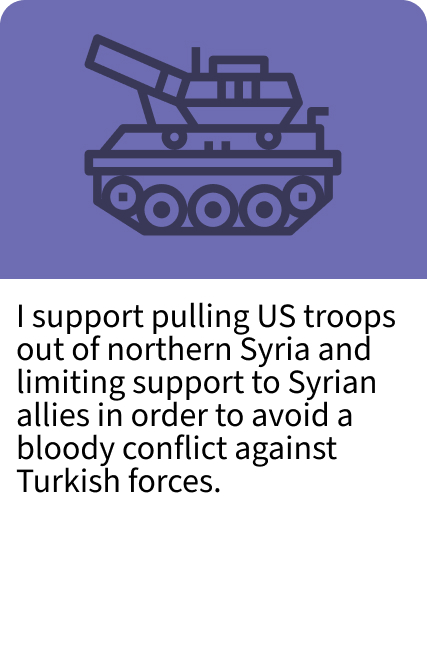 I support pulling US troops
out of northern Syria and
limiting support to Syrian
allies in order to avoid a
bloody conflict against
Turkish forces.